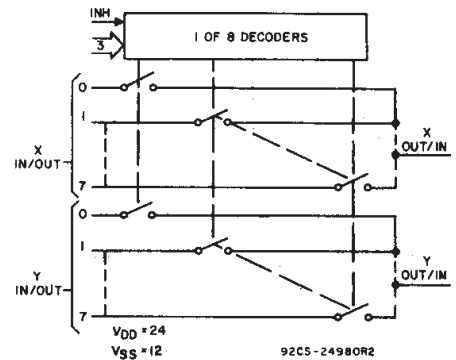 INH
3
1 OF 8 DECODERS
0
1
X
IN/OUT
7
X
OUT/IN
0
1
Y
IN/OUT
7
Y
OUT/IN
VDD = 24
VSS = 12
92CS-24980R2